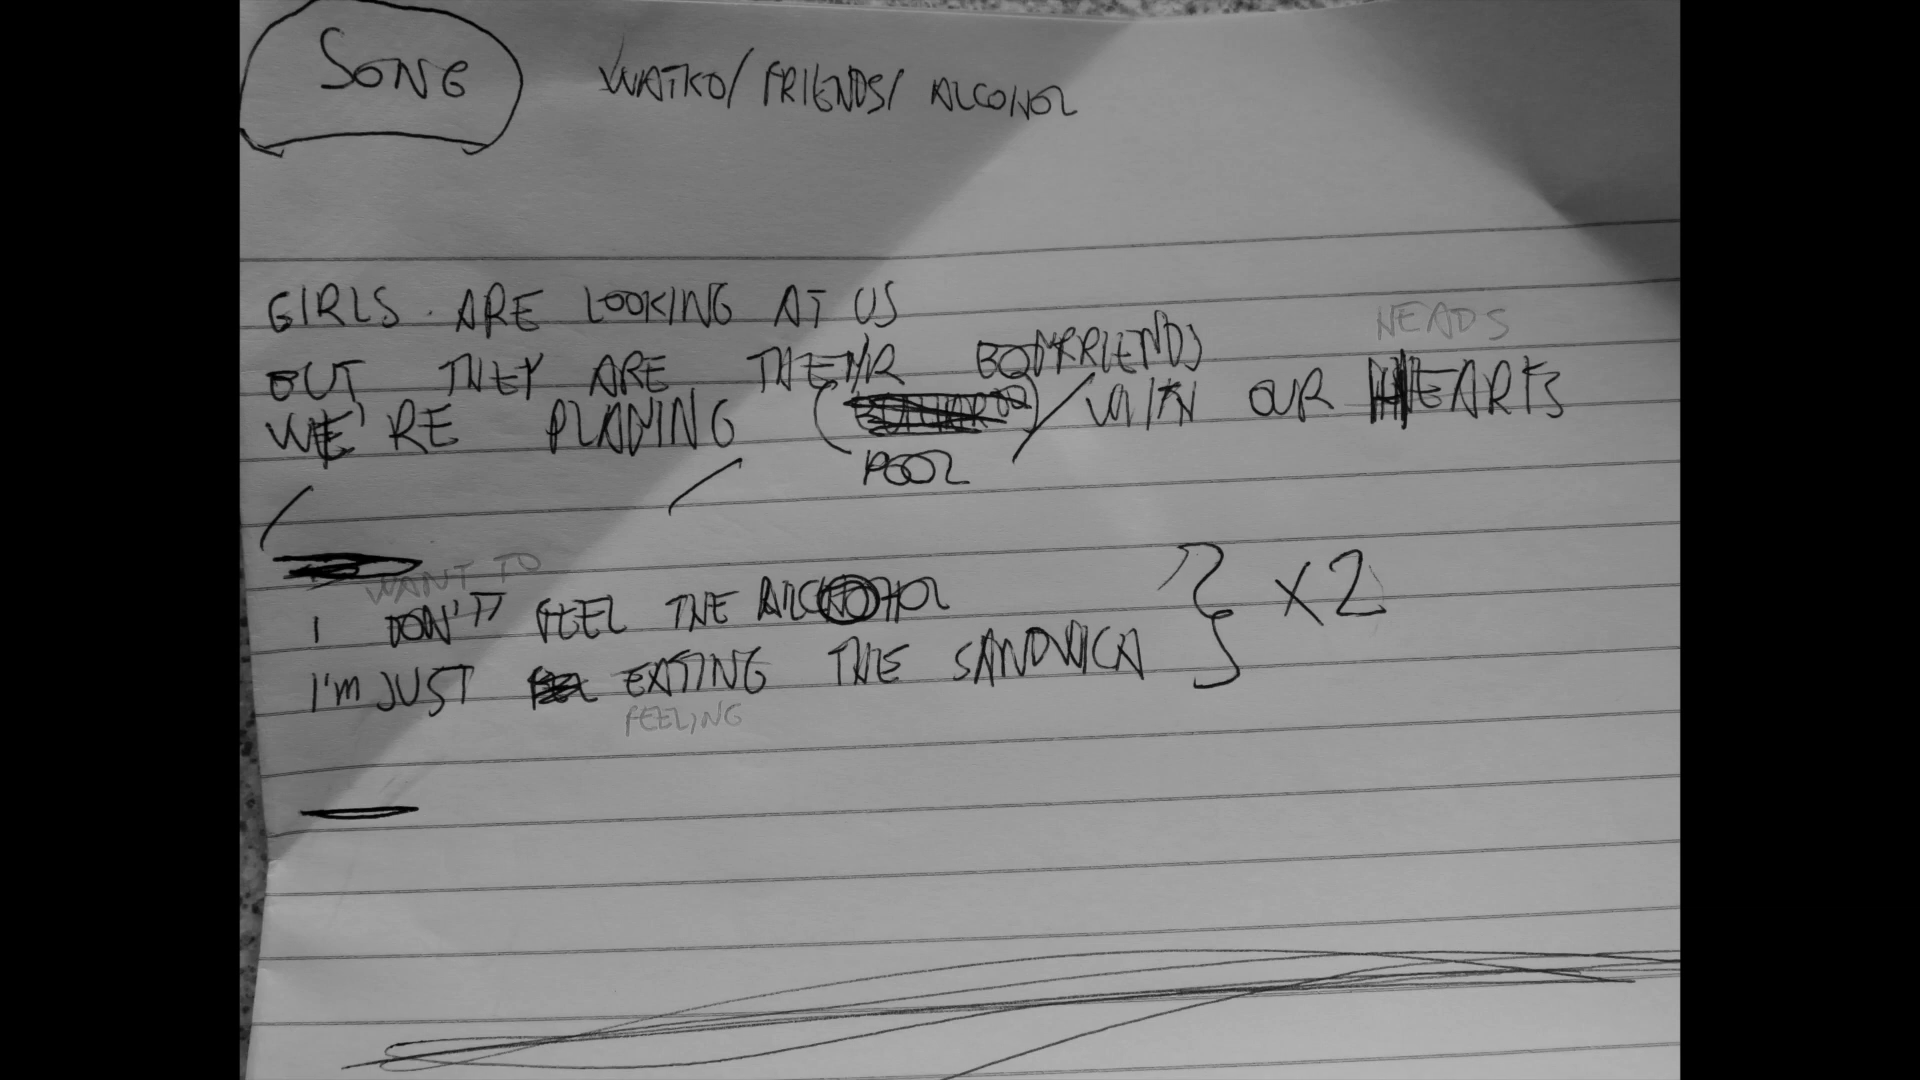 SONG
WATKO/ FRIENDS/ ALCOHOL
GIRLS ARE LOOKING AT US
HEADS
BUT THEY ARE THEIR BOYFRIENDS
WE'RE PLAYING POOL / WITH OUR HEARTS
WANT TO
I DON'T FEEL THE ALCOHOL
I'M JUST EATING THE SANDWICH } X2
FEELING